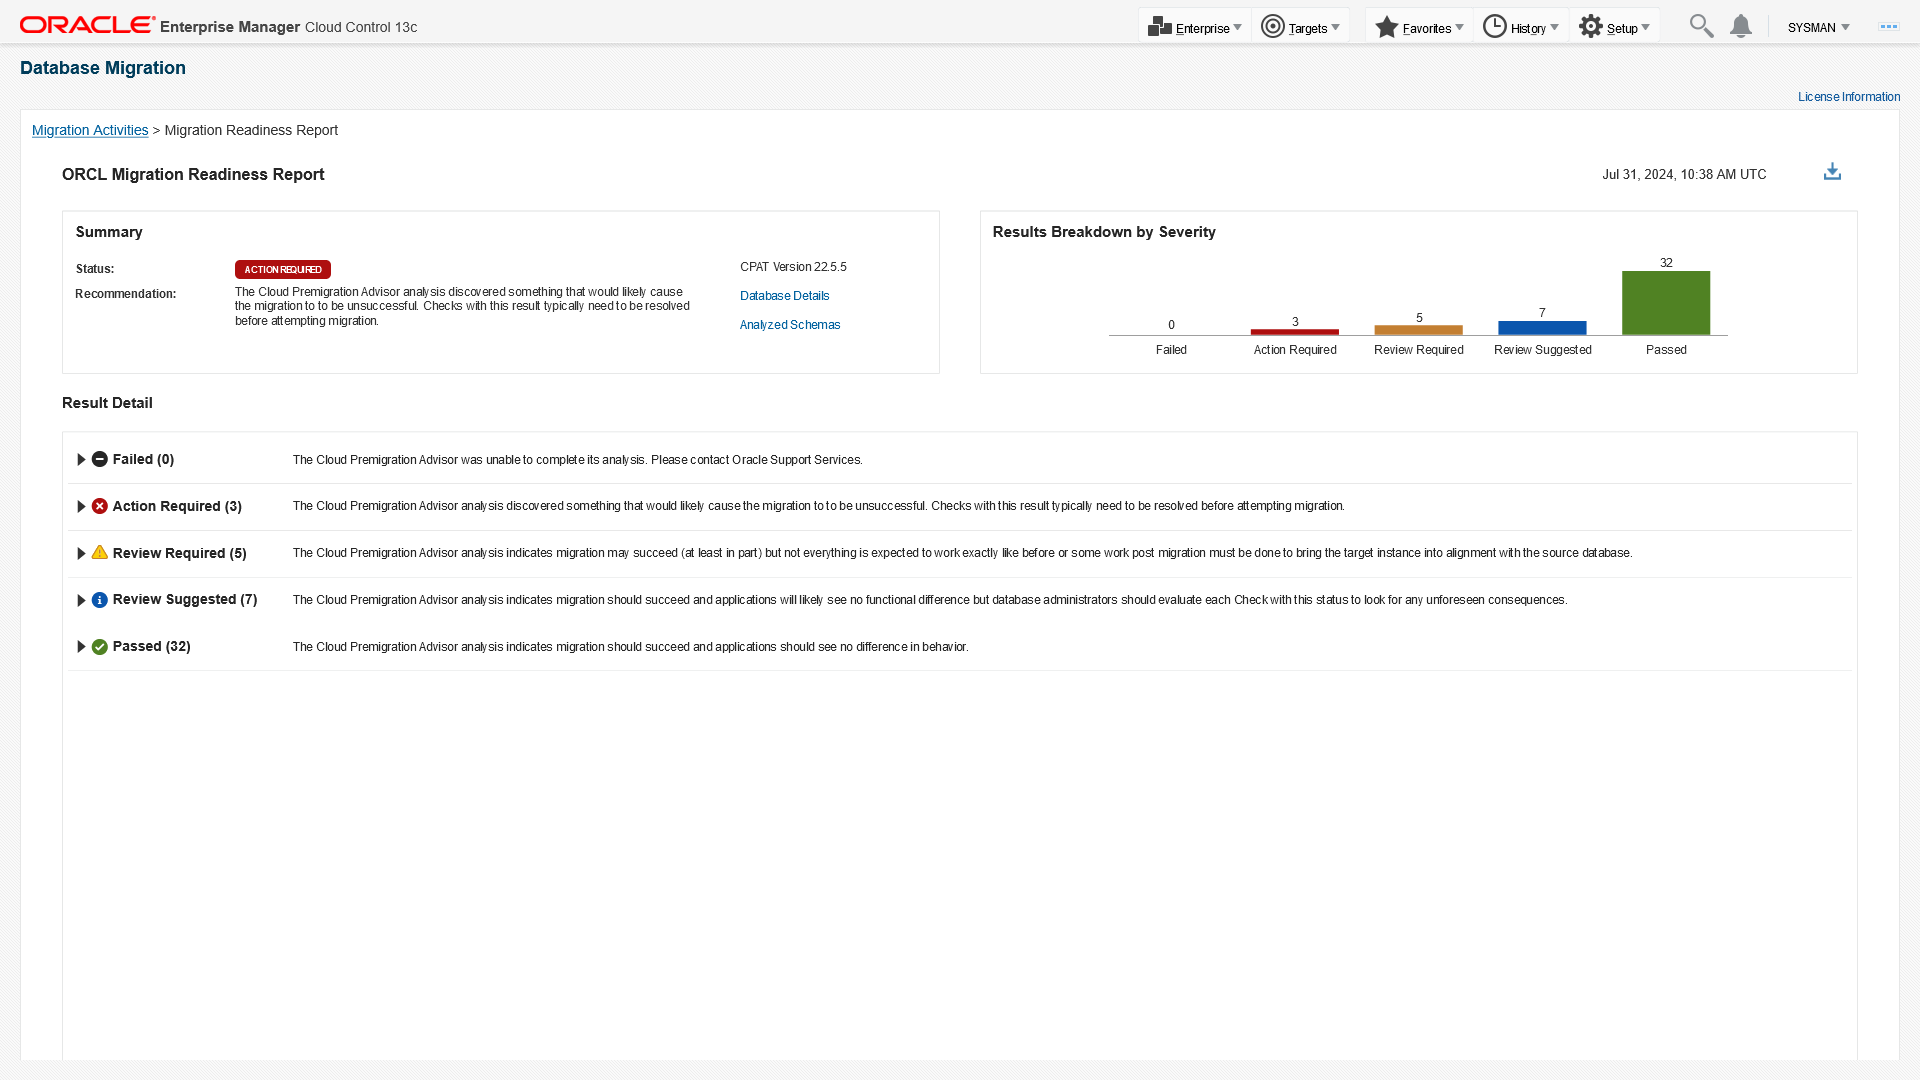 ORACLE Enterprise Manager Cloud Control 13c
Enterprise Targets Favorites History Setup SYSMAN
Database Migration
License Information
Migration Activities > Migration Readiness Report
ORCL Migration Readiness Report
Jul 31, 2024, 10:38 AM UTC
Summary
Status: ACTION REQUIRED
Recommendation: The Cloud Premigration Advisor analysis discovered something that would likely cause
the migration to to be unsuccessful. Checks with this result typically need to be resolved
before attempting migration.
CPAT Version 22.5.5
Database Details
Analyzed Schemas
Results Breakdown by Severity
0 3 5 7 32
Failed Action Required Review Required Review Suggested Passed
Result Detail
Failed (0) The Cloud Premigration Advisor was unable to complete its analysis. Please contact Oracle Support Services.
Action Required (3) The Cloud Premigration Advisor analysis discovered something that would likely cause the migration to to be unsuccessful. Checks with this result typically need to be resolved before attempting migration.
Review Required (5) The Cloud Premigration Advisor analysis indicates migration may succeed (at least in part) but not everything is expected to work exactly like before or some work post migration must be done to bring the target instance into alignment with the source database.
Review Suggested (7) The Cloud Premigration Advisor analysis indicates migration should succeed and applications will likely see no functional difference but database administrators should evaluate each Check with this status to look for any unforeseen consequences.
Passed (32) The Cloud Premigration Advisor analysis indicates migration should succeed and applications should see no difference in behavior.